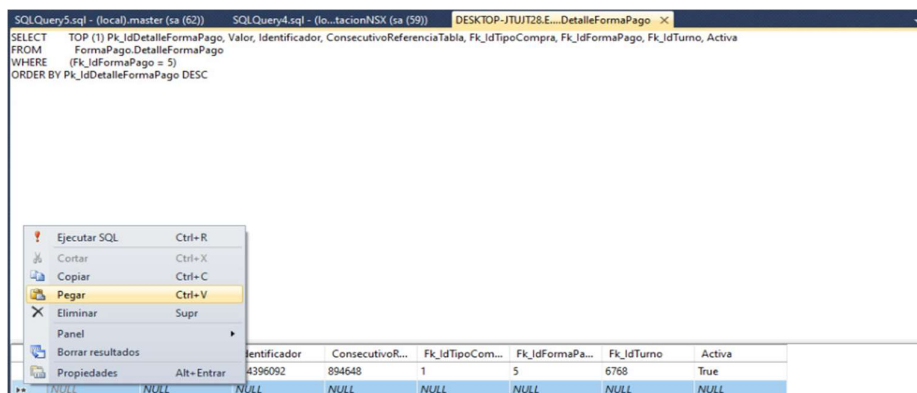 SQLQuery5.sql - (local).master (sa (62)) SQLQuery4.sql - (lo...tacionNSX (sa (59)) DESKTOP-JTUJT28.E....DetalleFormaPago ✕
SELECT TOP (1) Pk_IdDetalleFormaPago, Valor, Identificador, ConsecutivoReferenciaTabla, Fk_IdTipoCompra, Fk_IdFormaPago, Fk_IdTurno, Activa
FROM FormaPago.DetalleFormaPago
WHERE (Fk_IdFormaPago = 5)
ORDER BY Pk_IdDetalleFormaPago DESC
Ejecutar SQL Ctrl+R
Cortar Ctrl+X
Copiar Ctrl+C
Pegar Ctrl+V
Eliminar Supr
Panel
Borrar resultados
Propiedades Alt+Entrar
dentificador ConsecutivoR... Fk_IdTipoCom... Fk_IdFormaPa... Fk_IdTurno Activa
4396092 894648 1 5 6768 True
NULL NULL NULL NULL NULL NULL NULL NULL